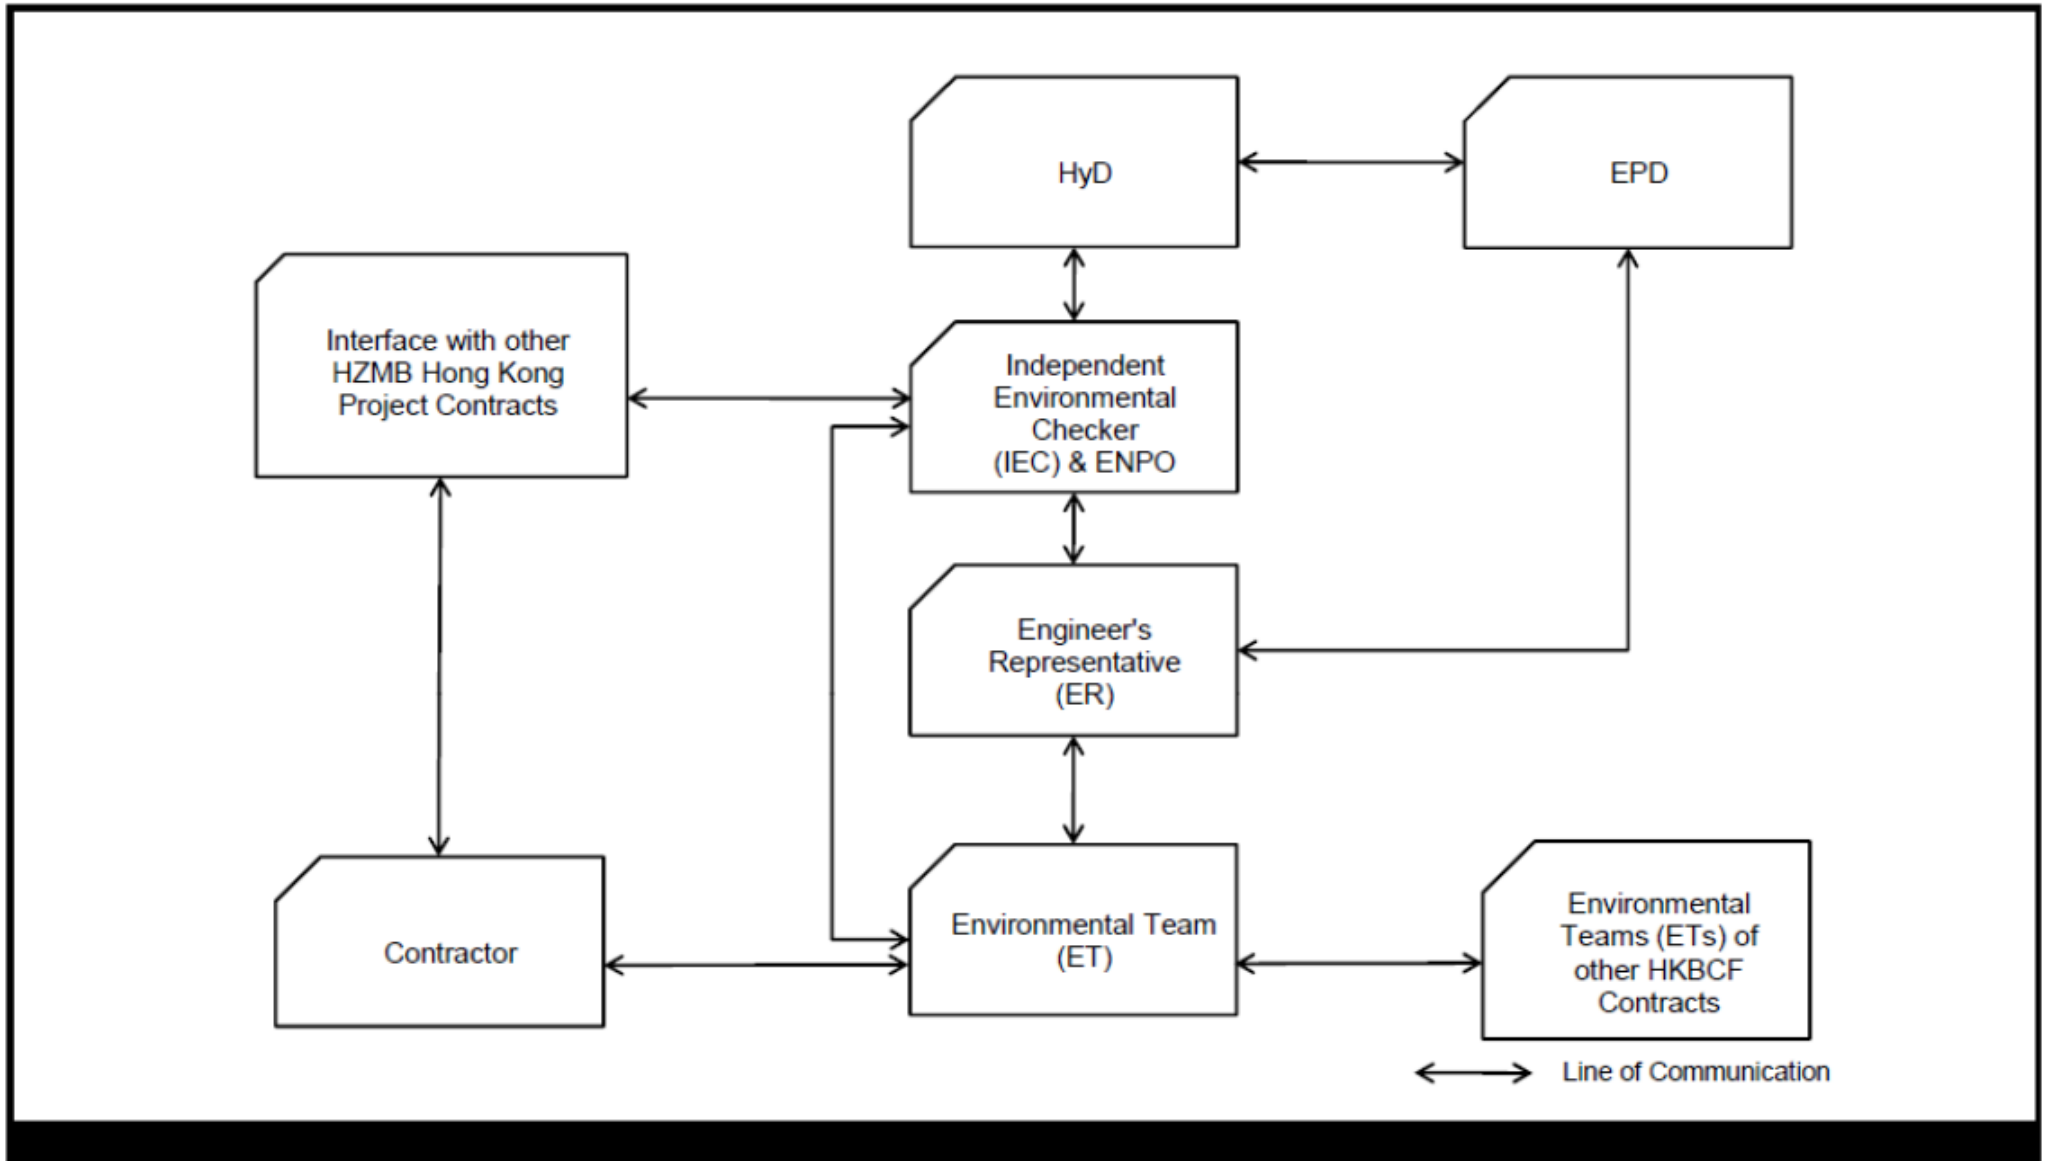 HyD
EPD
Interface with other
HZMB Hong Kong
Project Contracts
Independent
Environmental
Checker
(IEC) & ENPO
Engineer's
Representative
(ER)
Contractor
Environmental Team
(ET)
Environmental
Teams (ETs) of
other HKBCF
Contracts
Line of Communication